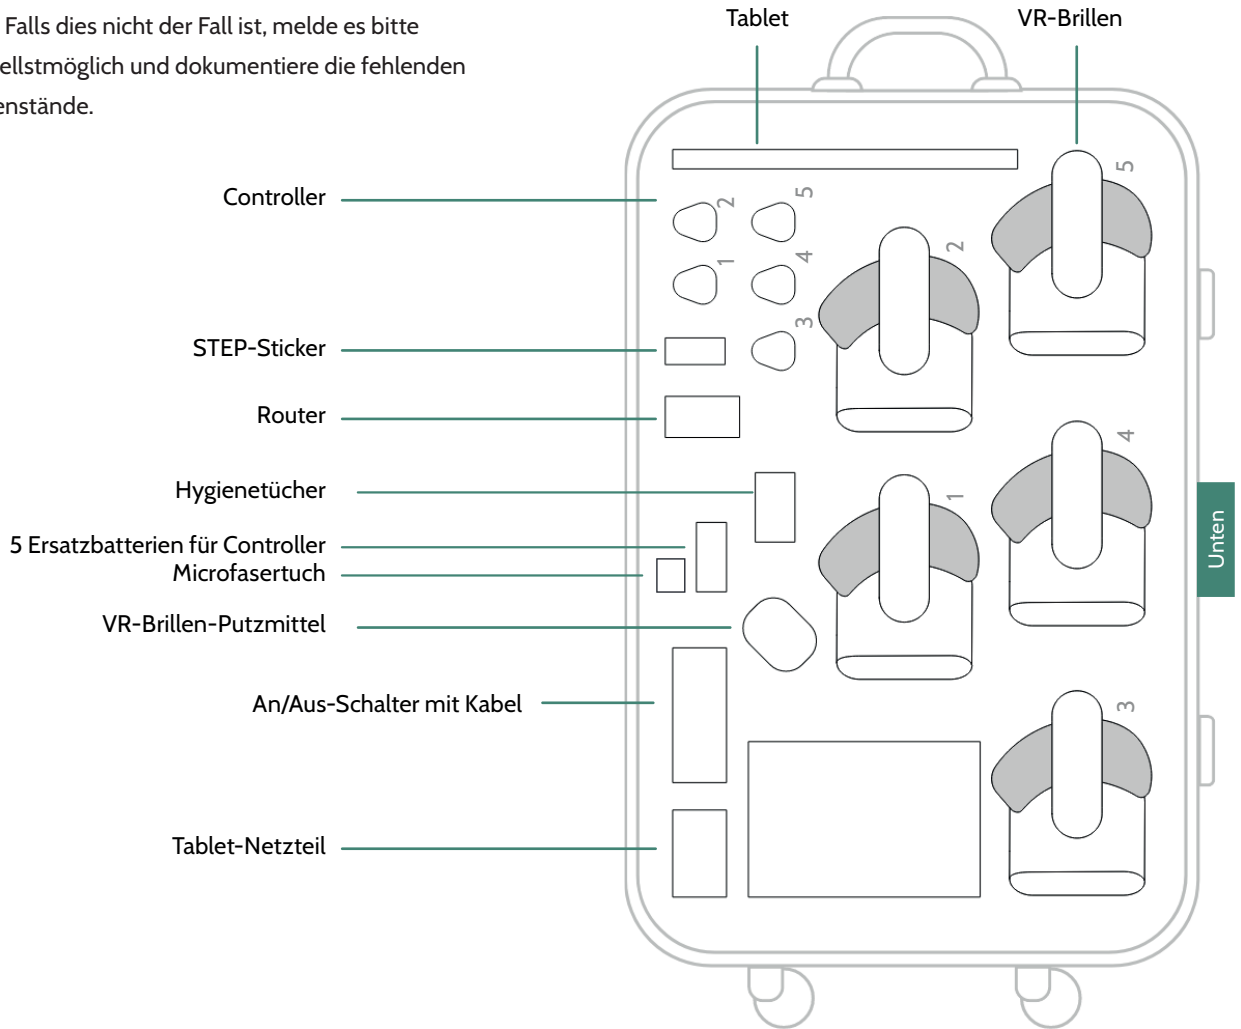 Falls dies nicht der Fall ist, melde es bitte
ellstmöglich und dokumentiere die fehlenden
enstände.
Tablet
VR-Brillen
Controller
2
5
1
4
3
5
2
4
1
3
STEP-Sticker
Router
Hygienetücher
5 Ersatzbatterien für Controller
Microfasertuch
VR-Brillen-Putzmittel
An/Aus-Schalter mit Kabel
Tablet-Netzteil
Unten